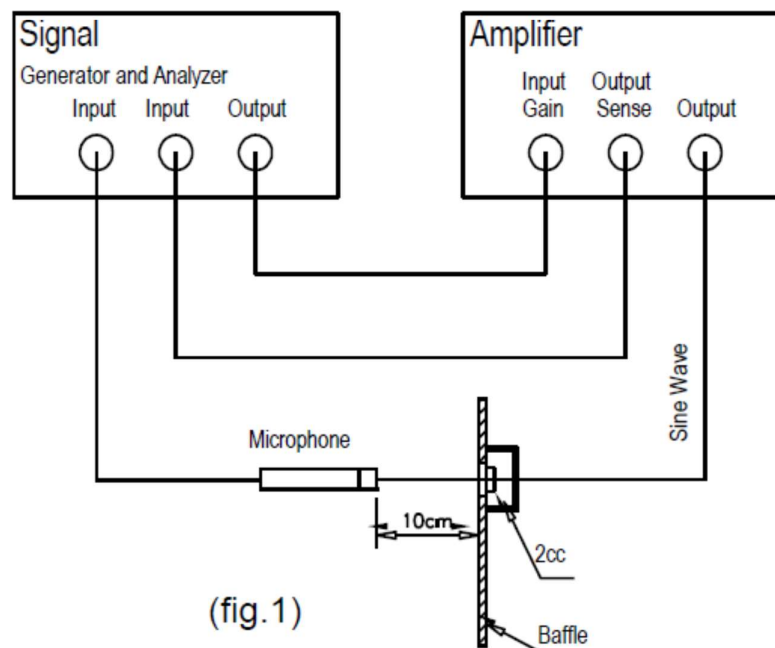 Signal
Generator and Analyzer
Input Input Output
Amplifier
Input Gain
Output Sense
Output
Sine Wave
Microphone
10cm
2cc
(fig.1)
Baffle